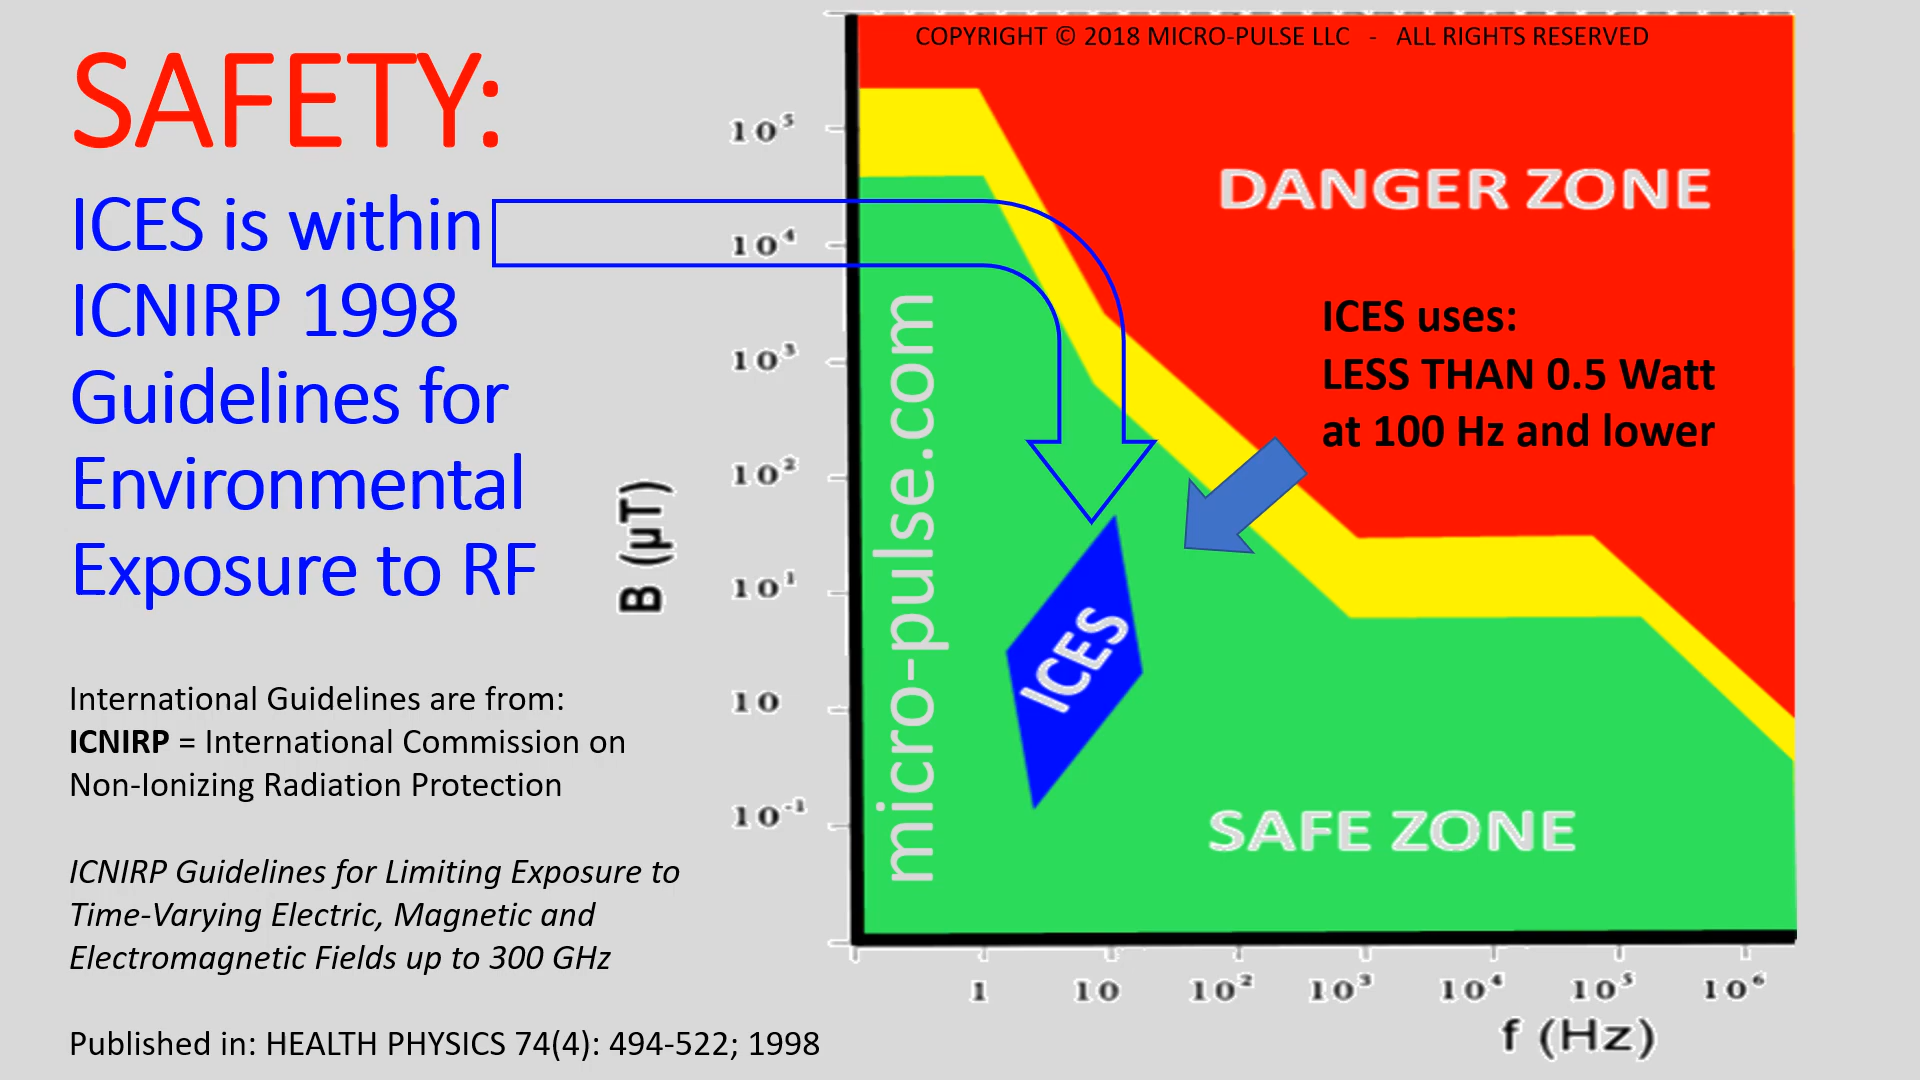 COPYRIGHT © 2018 MICRO-PULSE LLC - ALL RIGHTS RESERVED
SAFETY:
ICES is within
ICNIRP 1998
Guidelines for
Environmental
Exposure to RF
International Guidelines are from:
ICNIRP = International Commission on
Non-Ionizing Radiation Protection
ICNIRP Guidelines for Limiting Exposure to
Time-Varying Electric, Magnetic and
Electromagnetic Fields up to 300 GHz
Published in: HEALTH PHYSICS 74(4): 494-522; 1998
B (µT)
10⁵
10⁴
10³
10²
10¹
10
10⁻¹
micro-pulse.com
DANGER ZONE
ICES uses:
LESS THAN 0.5 Watt
at 100 Hz and lower
ICES
SAFE ZONE
1 10 10² 10³ 10⁴ 10⁵ 10⁶
f (Hz)